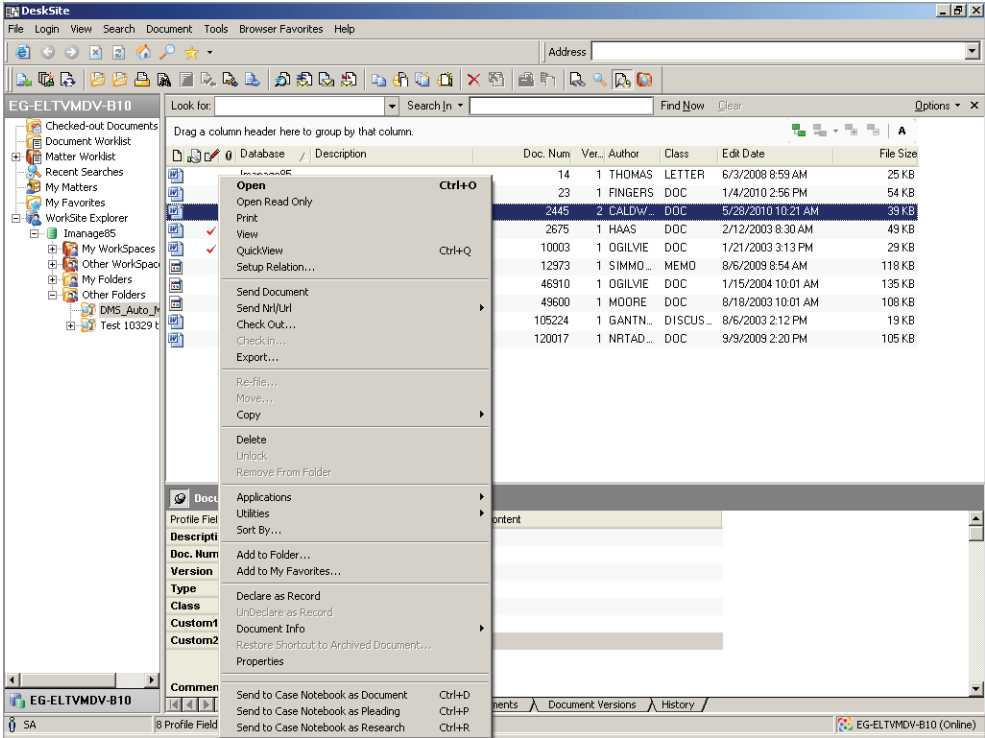 DeskSite
File Login View Search Document Tools Browser Favorites Help
Address
EG-ELTVMDV-B10
Look for: Search In Find Now Clear Options
Checked-out Documents
Document Worklist
Matter Worklist
Recent Searches
My Matters
My Favorites
WorkSite Explorer
Imanage85
My WorkSpaces
Other WorkSpac
My Folders
Other Folders
DMS_Auto_M
Test 10329 t
Drag a column header here to group by that column.
A
Database Description Doc. Num Ver... Author Class Edit Date File Size
Imanage85 14 1 THOMAS LETTER 6/3/2008 8:59 AM 25 KB
23 1 FINGERS DOC 1/4/2010 2:56 PM 54 KB
2445 2 CALDW... DOC 5/28/2010 10:21 AM 39 KB
2675 1 HAAS DOC 2/12/2003 8:30 AM 49 KB
10003 1 OGILVIE DOC 1/21/2003 3:13 PM 29 KB
12973 1 SIMMO... MEMO 8/6/2009 8:54 AM 118 KB
46910 1 OGILVIE DOC 1/15/2004 10:01 AM 135 KB
49600 1 MOORE DOC 8/18/2003 10:01 AM 108 KB
105224 1 GANTN... DISCUS... 8/6/2003 2:12 PM 19 KB
120017 1 NRTAD... DOC 9/9/2009 2:20 PM 105 KB
Open Ctrl+O
Open Read Only
Print
View
QuickView Ctrl+Q
Setup Relation...
Send Document
Send Nrl/Url
Check Out...
Check in...
Export...
Re-file...
Move...
Copy
Delete
Unlock
Remove From Folder
Applications
Utilities
Sort By...
Add to Folder...
Add to My Favorites...
Declare as Record
UnDeclare as Record
Document Info
Restore Shortcut to Archived Document...
Properties
Send to Case Notebook as Document Ctrl+D
Send to Case Notebook as Pleading Ctrl+P
Send to Case Notebook as Research Ctrl+R
Docu
Profile Fiel ontent
Descripti
Doc. Num
Version
Type
Class
Custom1
Custom2
Commen
ments Document Versions History
EG-ELTVMDV-B10
SA 8 Profile Field EG-ELTVMDV-B10 (Online)